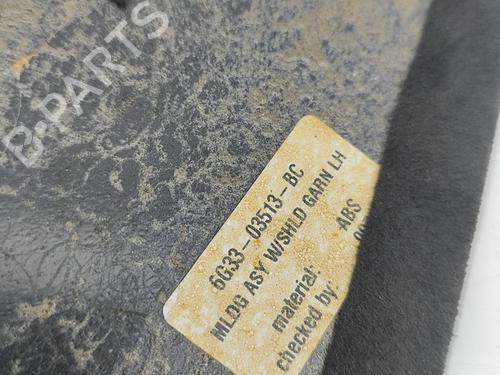 B-PARTS
6G33-03513-BC
MLDG ASY W/SHLD GARN LH
material: ABS
checked by: